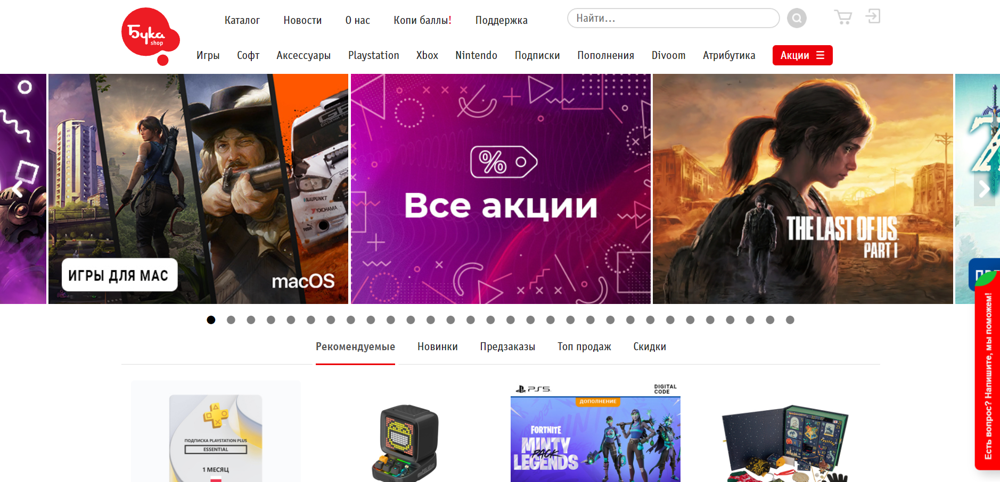 Бука
shop
Каталог Новости О нас Копи баллы! Поддержка
Найти...
Игры Софт Аксессуары Playstation Xbox Nintendo Подписки Пополнения Divoom Атрибутика Акции
BLAUPUNKT
YOKOHAMA
ИГРЫ ДЛЯ MAC
macOS
%
Все акции
THE LAST OF US
PART I
Есть вопрос? Напишите, мы поможем!
Рекомендуемые Новинки Предзаказы Топ продаж Скидки
ПОДПИСКА PLAYSTATION PLUS
ESSENTIAL
1 МЕСЯЦ
PS5
DIGITAL
CODE
ДОПОЛНЕНИЕ
FORTNITE
MINTY
LEGENDS
PACK